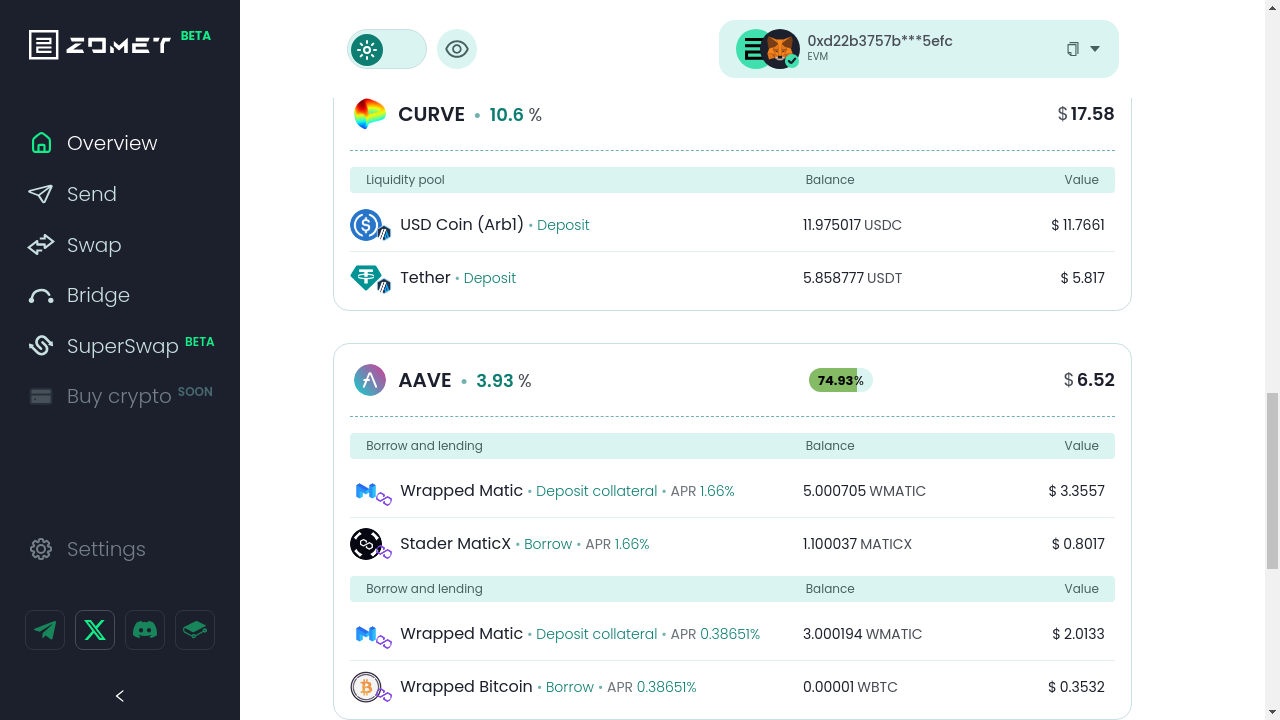 ZOMET BETA
Overview
Send
Swap
Bridge
SuperSwap BETA
Buy crypto SOON
Settings
0xd22b3757b***5efc
EVM
CURVE • 10.6 % $ 17.58
Liquidity pool Balance Value
USD Coin (Arb1) • Deposit 11.975017 USDC $ 11.7661
Tether • Deposit 5.858777 USDT $ 5.817
AAVE • 3.93 % 74.93% $ 6.52
Borrow and lending Balance Value
Wrapped Matic • Deposit collateral • APR 1.66% 5.000705 WMATIC $ 3.3557
Stader MaticX • Borrow • APR 1.66% 1.100037 MATICX $ 0.8017
Borrow and lending Balance Value
Wrapped Matic • Deposit collateral • APR 0.38651% 3.000194 WMATIC $ 2.0133
Wrapped Bitcoin • Borrow • APR 0.38651% 0.00001 WBTC $ 0.3532